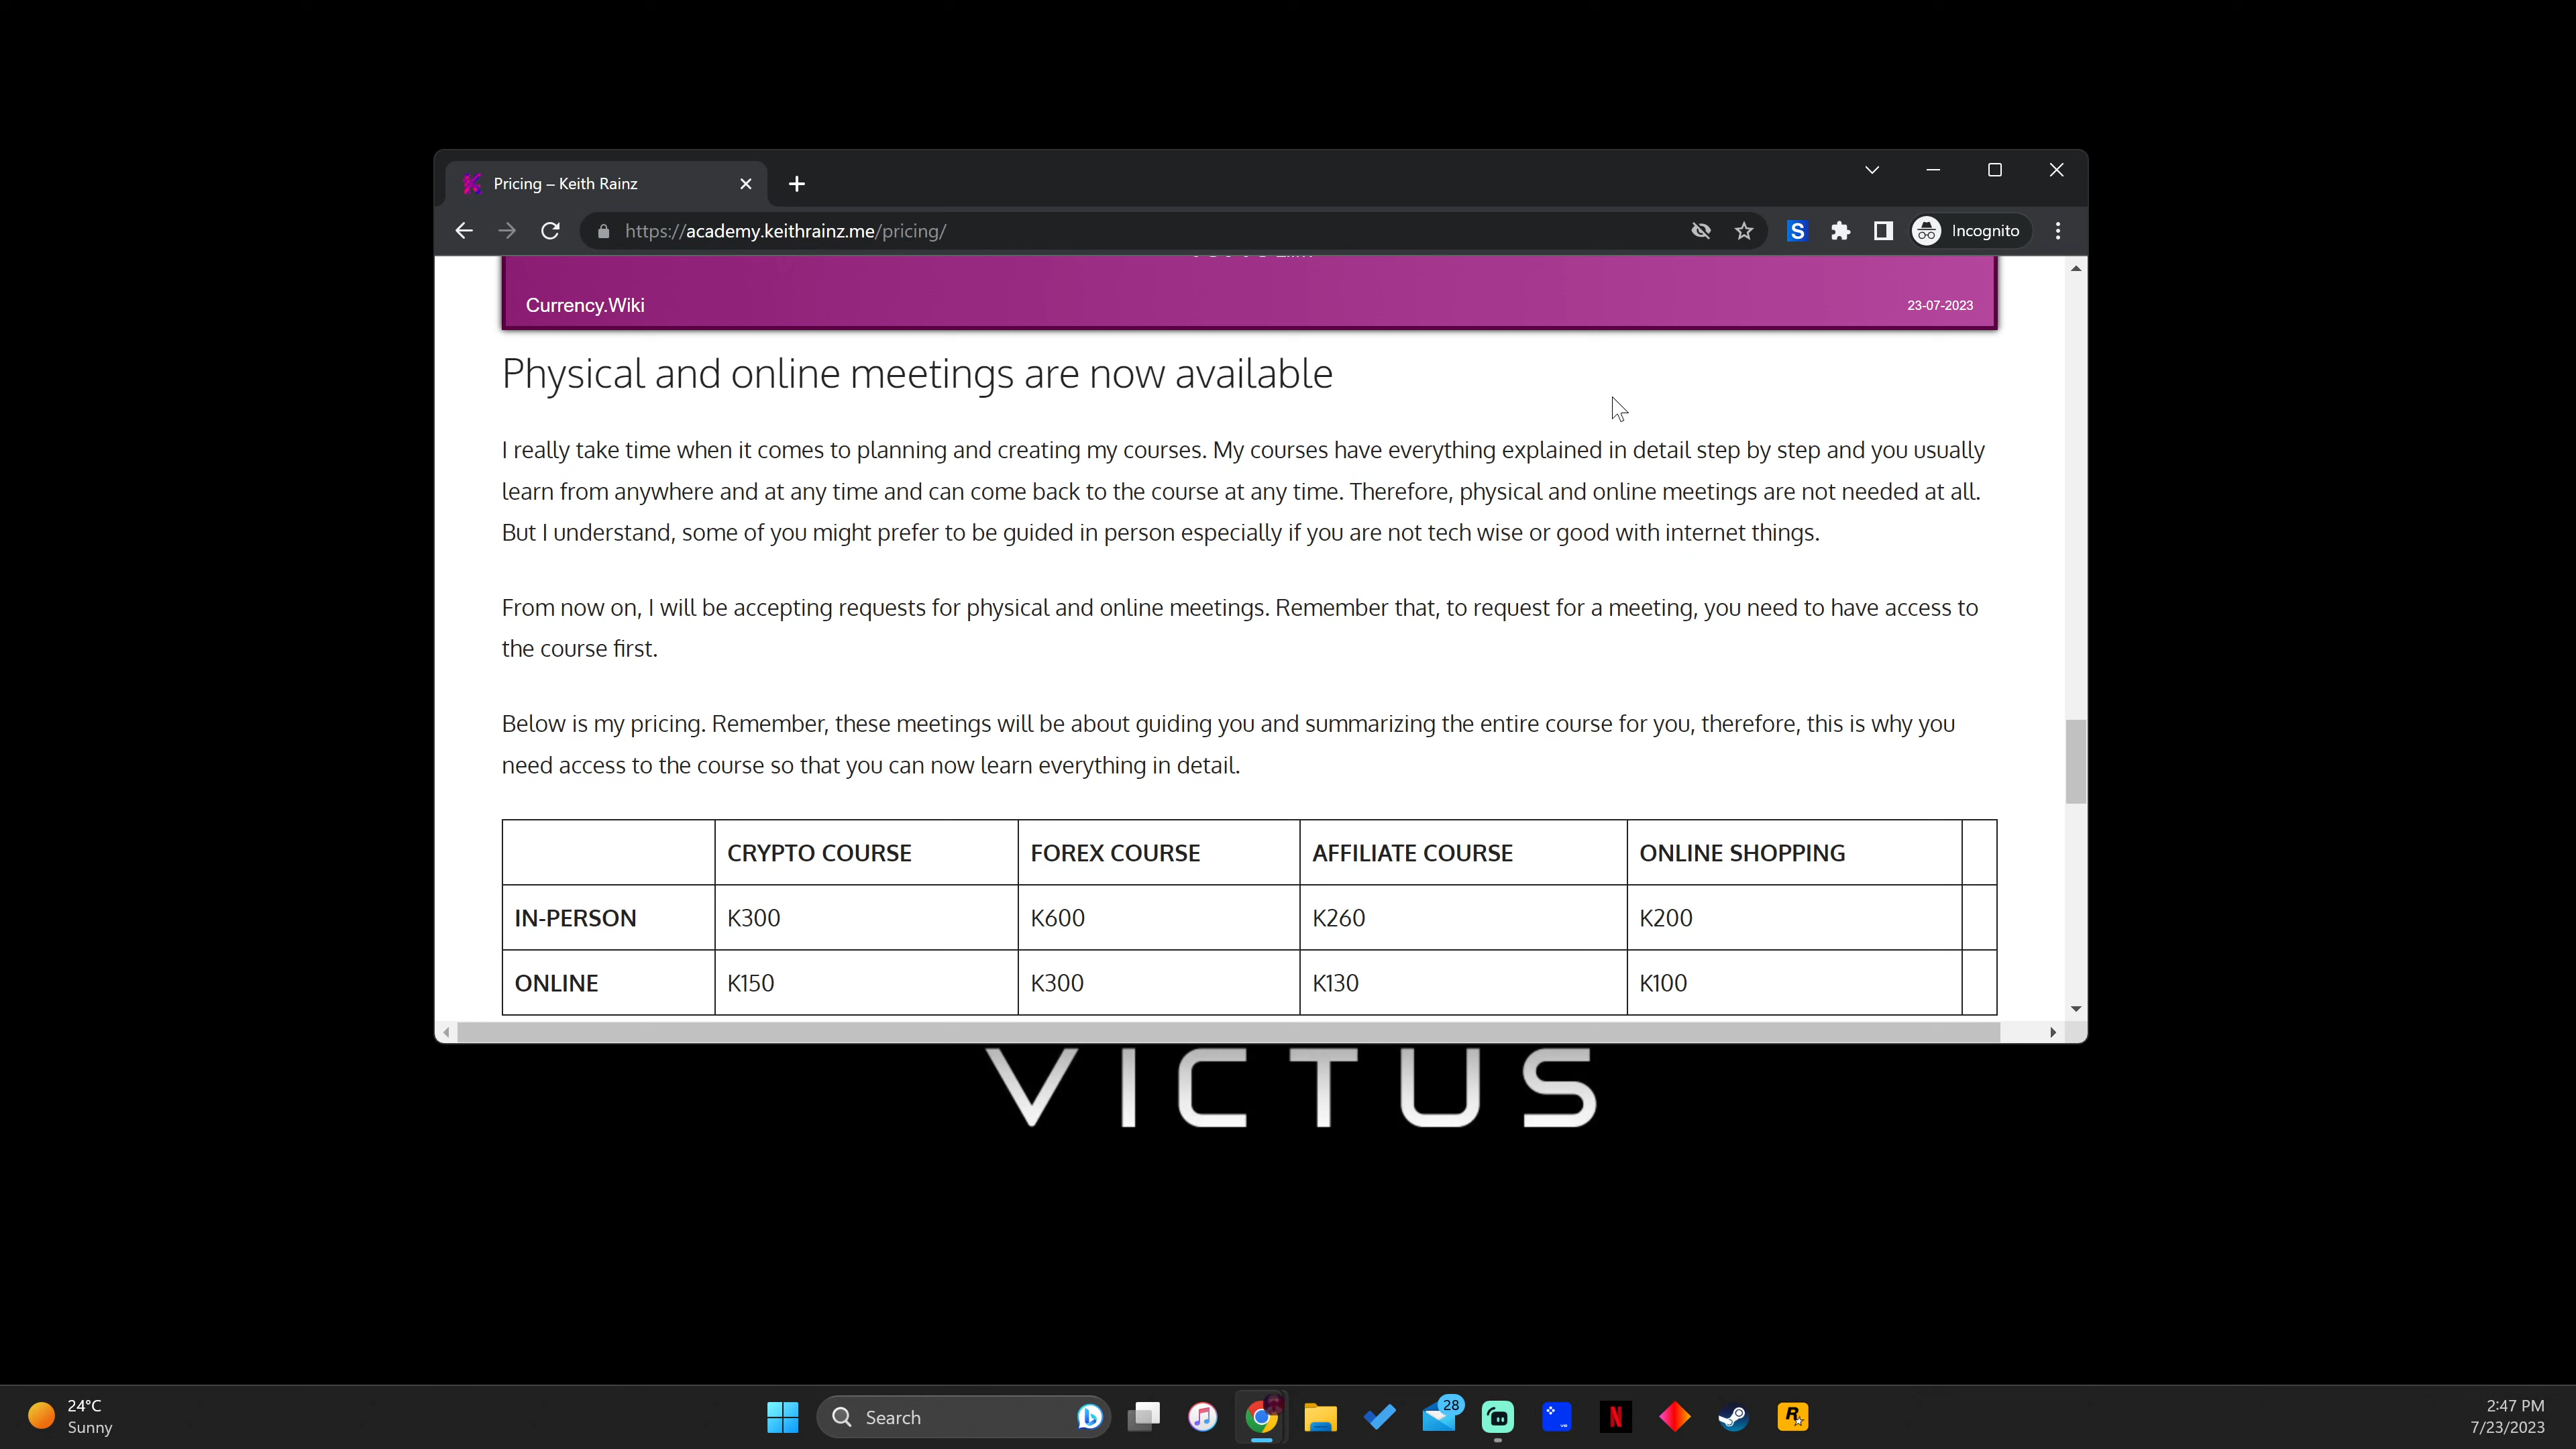 Pricing – Keith Rainz
https://academy.keithrainz.me/pricing/
S
Incognito
Currency.Wiki
23-07-2023
Physical and online meetings are now available
I really take time when it comes to planning and creating my courses. My courses have everything explained in detail step by step and you usually
learn from anywhere and at any time and can come back to the course at any time. Therefore, physical and online meetings are not needed at all.
But I understand, some of you might prefer to be guided in person especially if you are not tech wise or good with internet things.
From now on, I will be accepting requests for physical and online meetings. Remember that, to request for a meeting, you need to have access to
the course first.
Below is my pricing. Remember, these meetings will be about guiding you and summarizing the entire course for you, therefore, this is why you
need access to the course so that you can now learn everything in detail.
CRYPTO COURSE FOREX COURSE AFFILIATE COURSE ONLINE SHOPPING
IN-PERSON K300 K600 K260 K200
ONLINE K150 K300 K130 K100
VICTUS
24°C
Sunny
Search
28
N
R
2:47 PM
7/23/2023